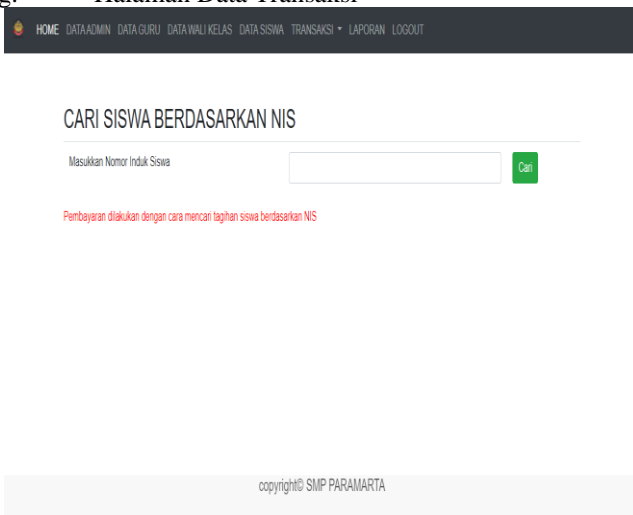 g. Halaman Data Transaksi
HOME DATA ADMIN DATA GURU DATA WALI KELAS DATA SISWA TRANSAKSI LAPORAN LOGOUT
CARI SISWA BERDASARKAN NIS
Masukkan Nomor Induk Siswa Cari
Pembayaran dilakukan dengan cara mencari tagihan siswa berdasarkan NIS
copyright© SMP PARAMARTA